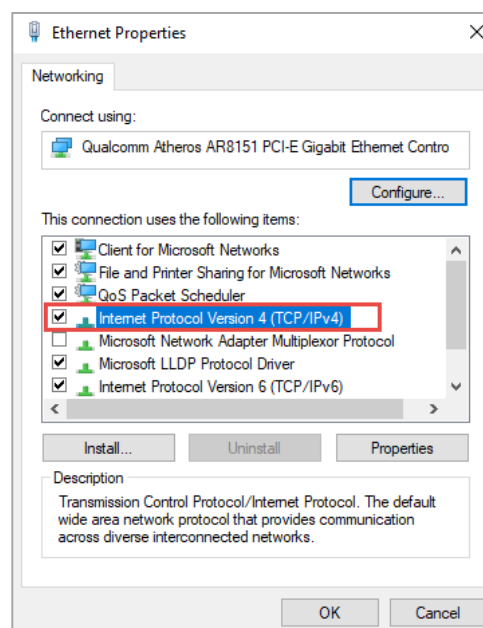 Ethernet Properties
Networking
Connect using:
Qualcomm Atheros AR8151 PCI-E Gigabit Ethernet Contro
Configure...
This connection uses the following items:
Client for Microsoft Networks
File and Printer Sharing for Microsoft Networks
QoS Packet Scheduler
Internet Protocol Version 4 (TCP/IPv4)
Microsoft Network Adapter Multiplexor Protocol
Microsoft LLDP Protocol Driver
Internet Protocol Version 6 (TCP/IPv6)
Install... Uninstall Properties
Description
Transmission Control Protocol/Internet Protocol. The default
wide area network protocol that provides communication
across diverse interconnected networks.
OK Cancel